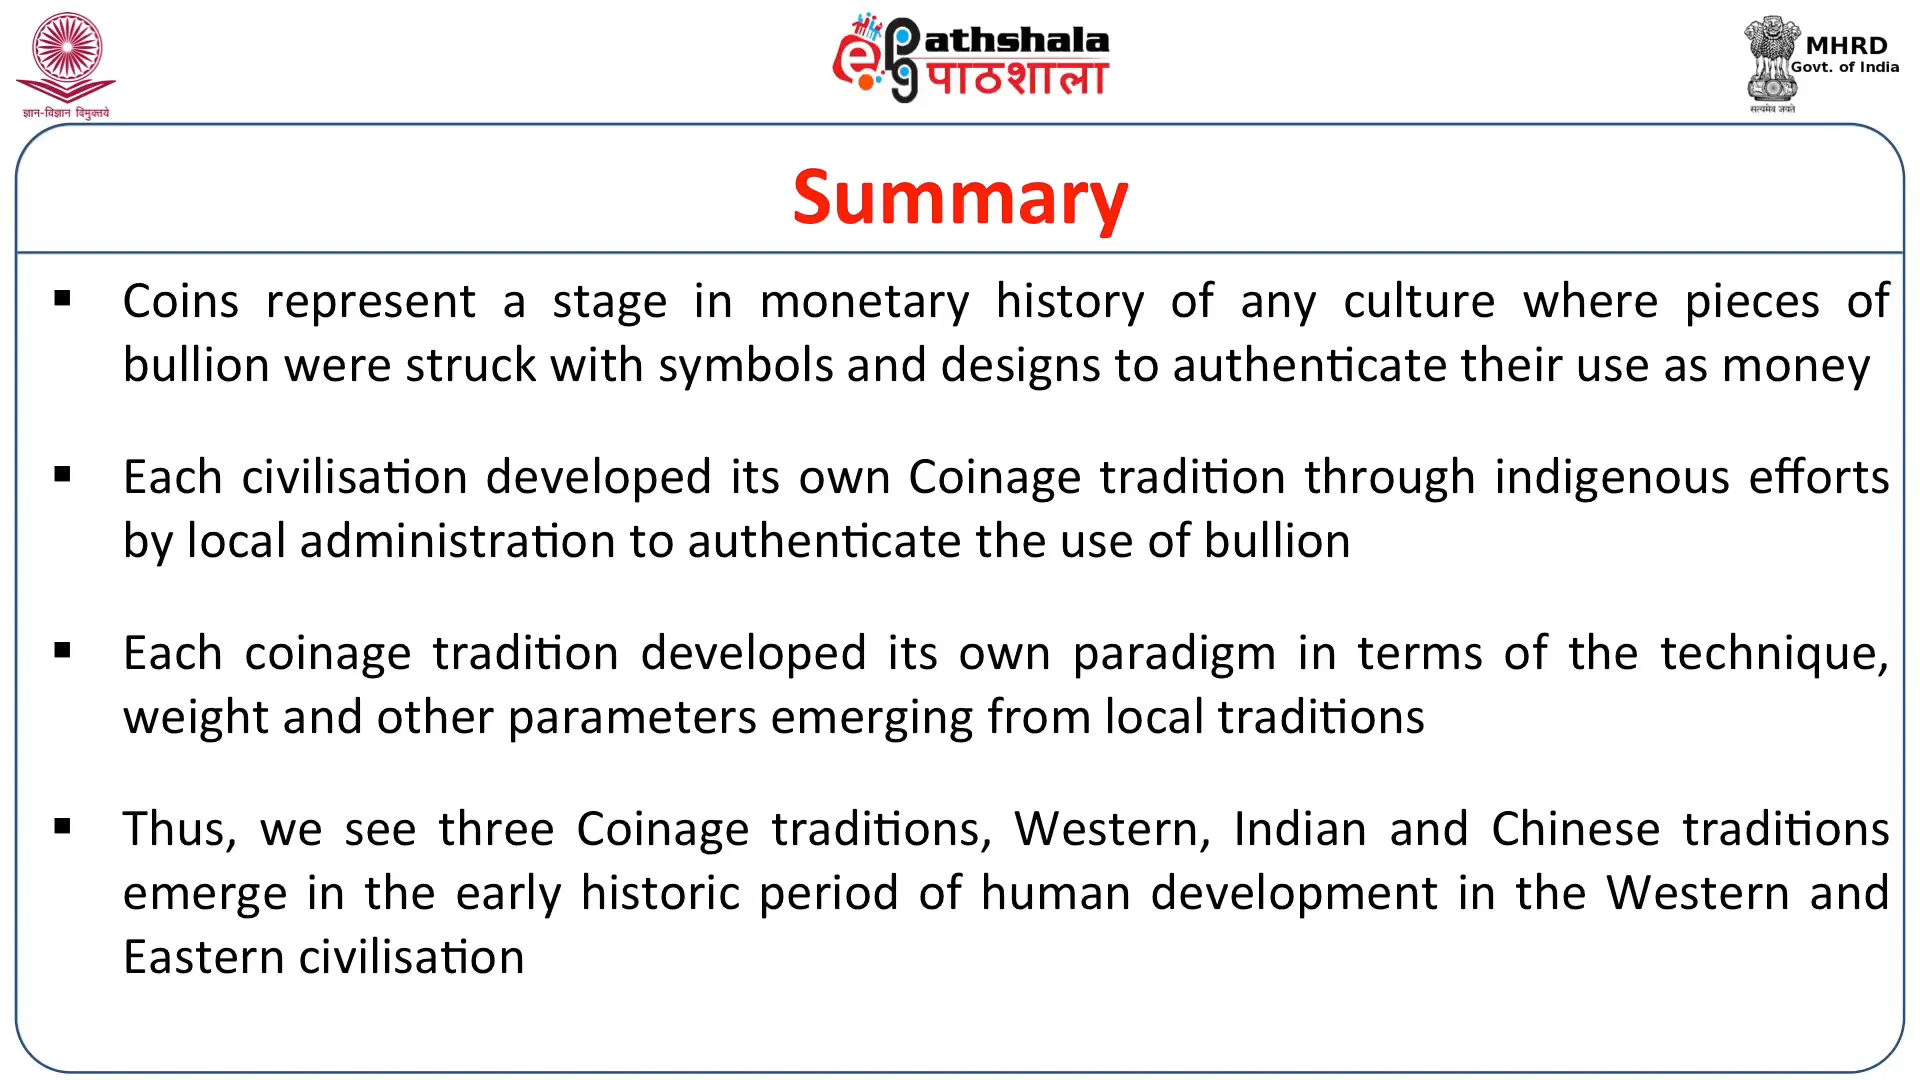 ज्ञान-विज्ञान विमुक्तये
ePG Pathshala
पाठशाला
MHRD
Govt. of India
सत्यमेव जयते
Summary
▪ Coins represent a stage in monetary history of any culture where pieces of
bullion were struck with symbols and designs to authenticate their use as money
▪ Each civilisation developed its own Coinage tradition through indigenous efforts
by local administration to authenticate the use of bullion
▪ Each coinage tradition developed its own paradigm in terms of the technique,
weight and other parameters emerging from local traditions
▪ Thus, we see three Coinage traditions, Western, Indian and Chinese traditions
emerge in the early historic period of human development in the Western and
Eastern civilisation